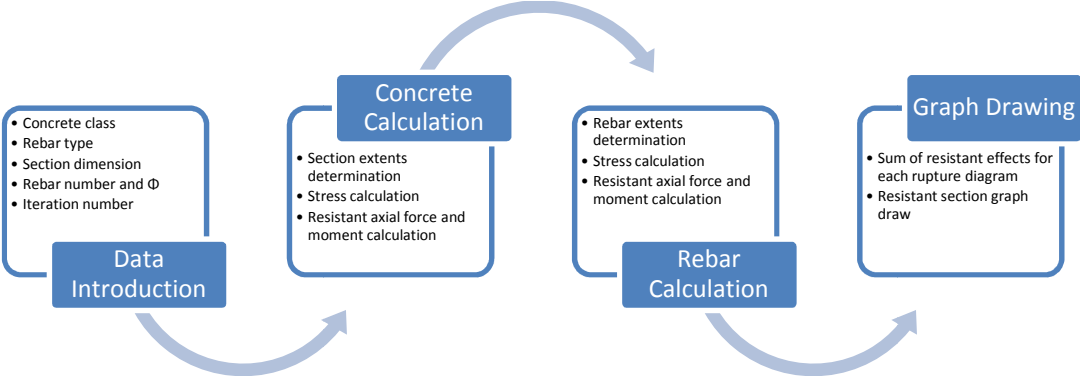 • Concrete class
• Rebar type
• Section dimension
• Rebar number and Φ
• Iteration number
Data
Introduction
Concrete
Calculation
• Section extents
determination
• Stress calculation
• Resistant axial force and
moment calculation
• Rebar extents
determination
• Stress calculation
• Resistant axial force and
moment calculation
Rebar
Calculation
Graph Drawing
• Sum of resistant effects for
each rupture diagram
• Resistant section graph
draw